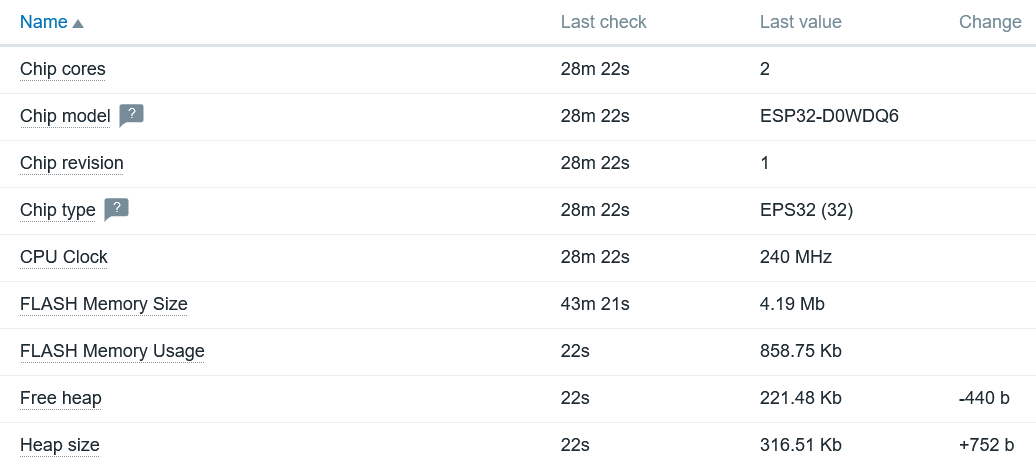 Name ▲ Last check Last value Change
Chip cores 28m 22s 2
Chip model ? 28m 22s ESP32-D0WDQ6
Chip revision 28m 22s 1
Chip type ? 28m 22s EPS32 (32)
CPU Clock 28m 22s 240 MHz
FLASH Memory Size 43m 21s 4.19 Mb
FLASH Memory Usage 22s 858.75 Kb
Free heap 22s 221.48 Kb -440 b
Heap size 22s 316.51 Kb +752 b